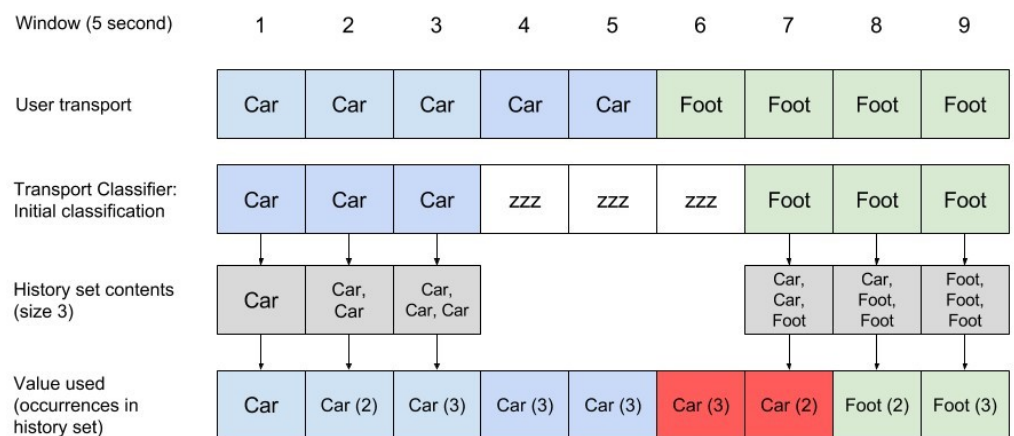 Window (5 second) 1 2 3 4 5 6 7 8 9
User transport Car Car Car Car Car Foot Foot Foot Foot
Transport Classifier:
Initial classification
Car Car Car zzz zzz zzz Foot Foot Foot
History set contents
(size 3)
Car
Car,
Car
Car,
Car, Car
Car,
Car,
Foot
Car,
Foot,
Foot
Foot,
Foot,
Foot
Value used
(occurrences in
history set)
Car Car (2) Car (3) Car (3) Car (3) Car (3) Car (2) Foot (2) Foot (3)